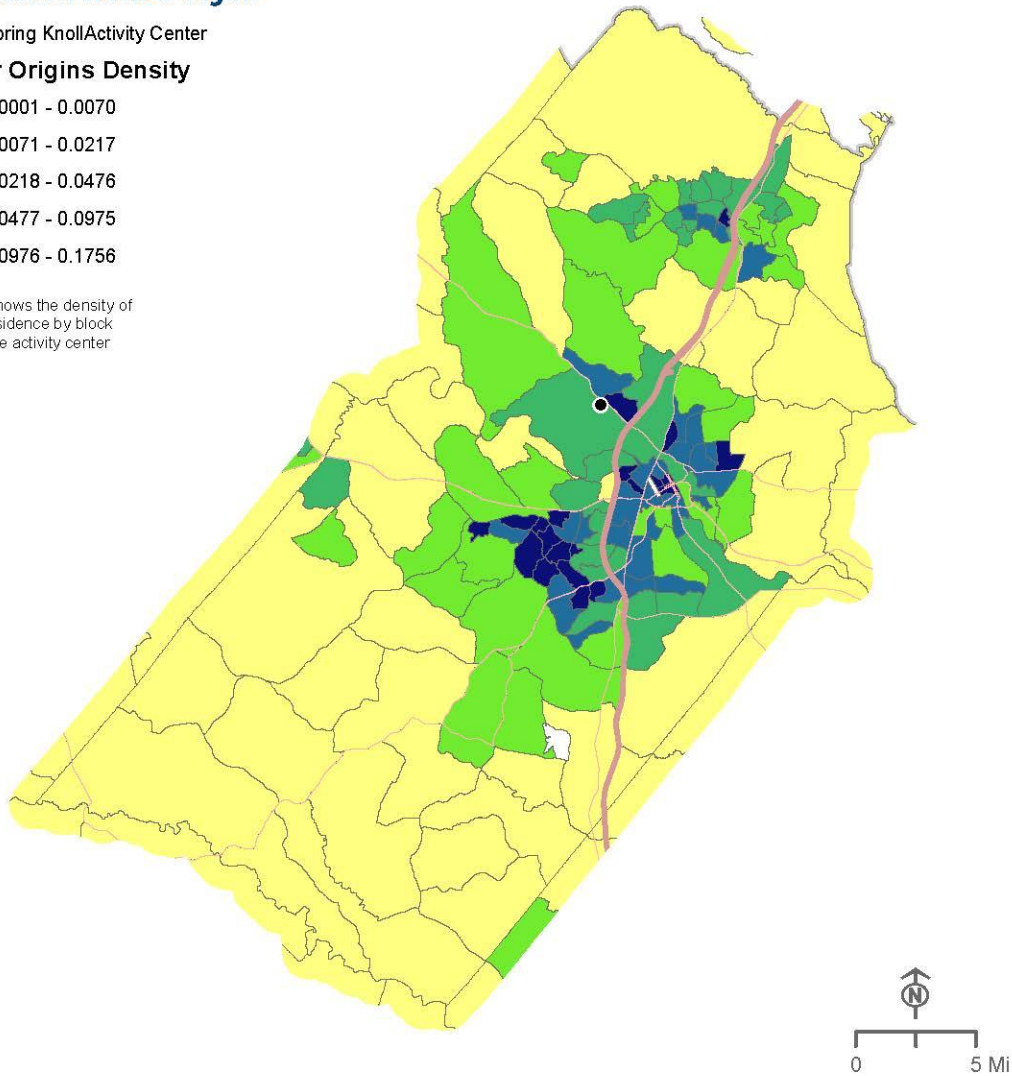 pring KnollActivity Center
r Origins Density
0001 - 0.0070
0071 - 0.0217
0218 - 0.0476
0477 - 0.0975
0976 - 0.1756
hows the density of
sidence by block
e activity center
N
0 5 Mi